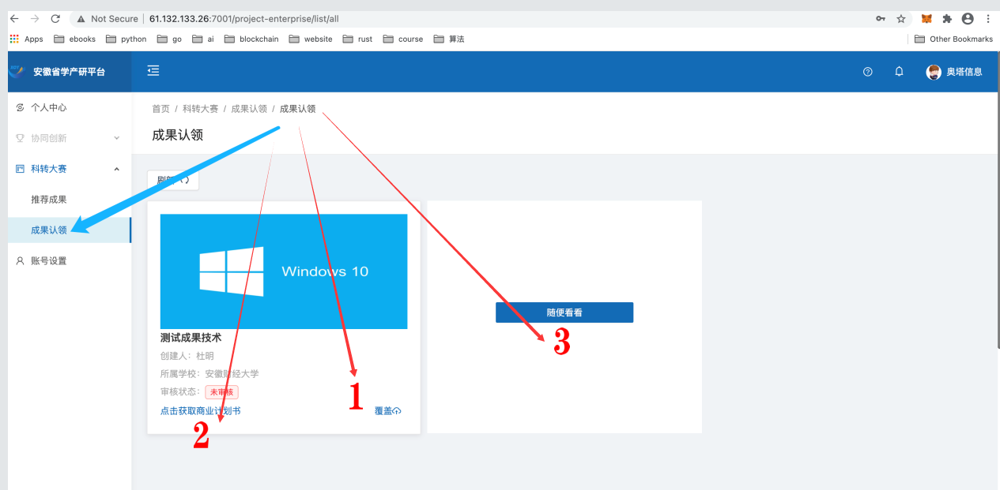 Not Secure 61.132.133.26:7001/project-enterprise/list/all
Apps ebooks python go ai blockchain website rust course 算法 Other Bookmarks
安徽省学产研平台 奥塔信息
个人中心
协同创新
科转大赛
推荐成果
成果认领
账号设置
首页 / 科转大赛 / 成果认领 / 成果认领
成果认领
刷新
Windows 10
测试成果技术
创建人: 杜明
所属学校: 安徽财经大学
审核状态: 未审核
点击获取商业计划书 覆盖
随便看看
1
2
3